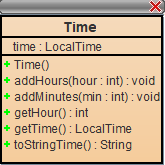 Time
time : LocalTime
+ Time()
+ addHours(hour : int) : void
+ addMinutes(min : int) : void
+ getHour() : int
+ getTime() : LocalTime
+ toStringTime() : String